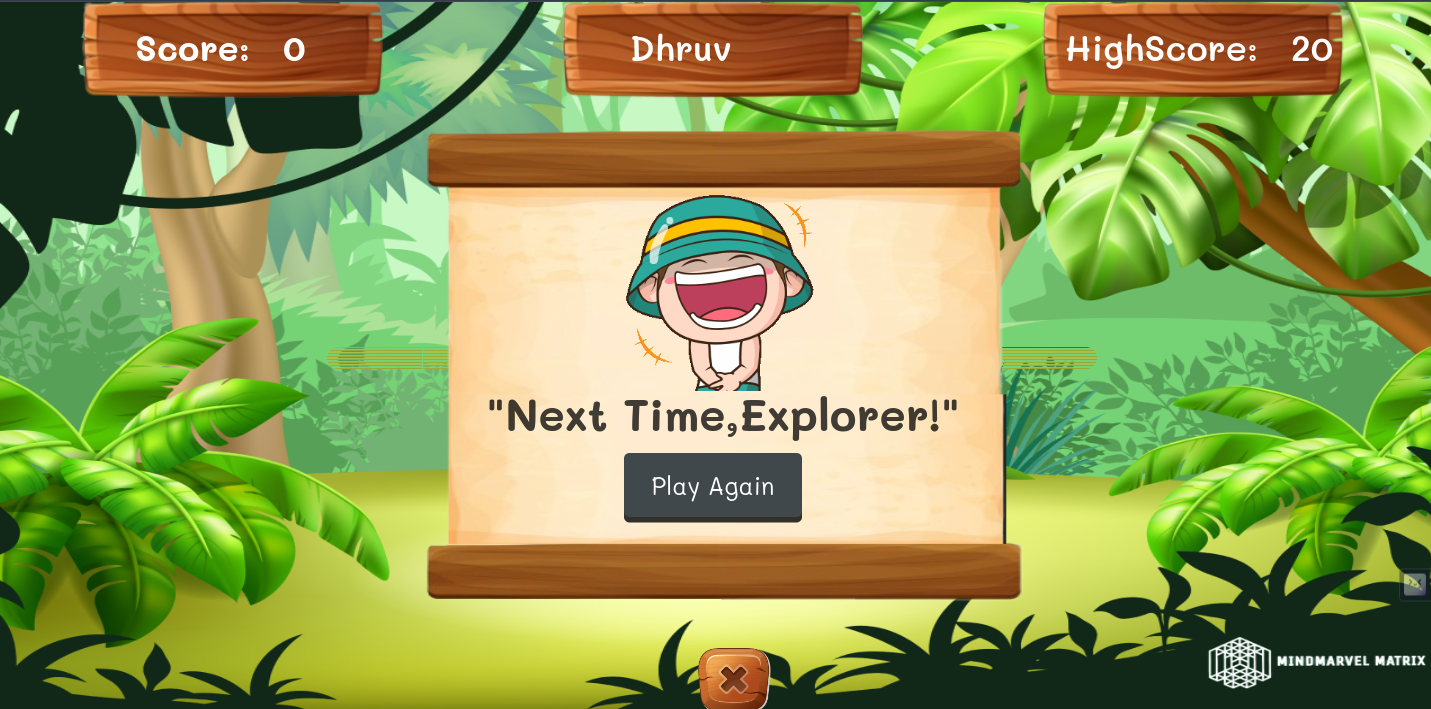 Score: 0
Dhruv
HighScore: 20
"Next Time,Explorer!"
Play Again
MINDMARVEL MATRIX